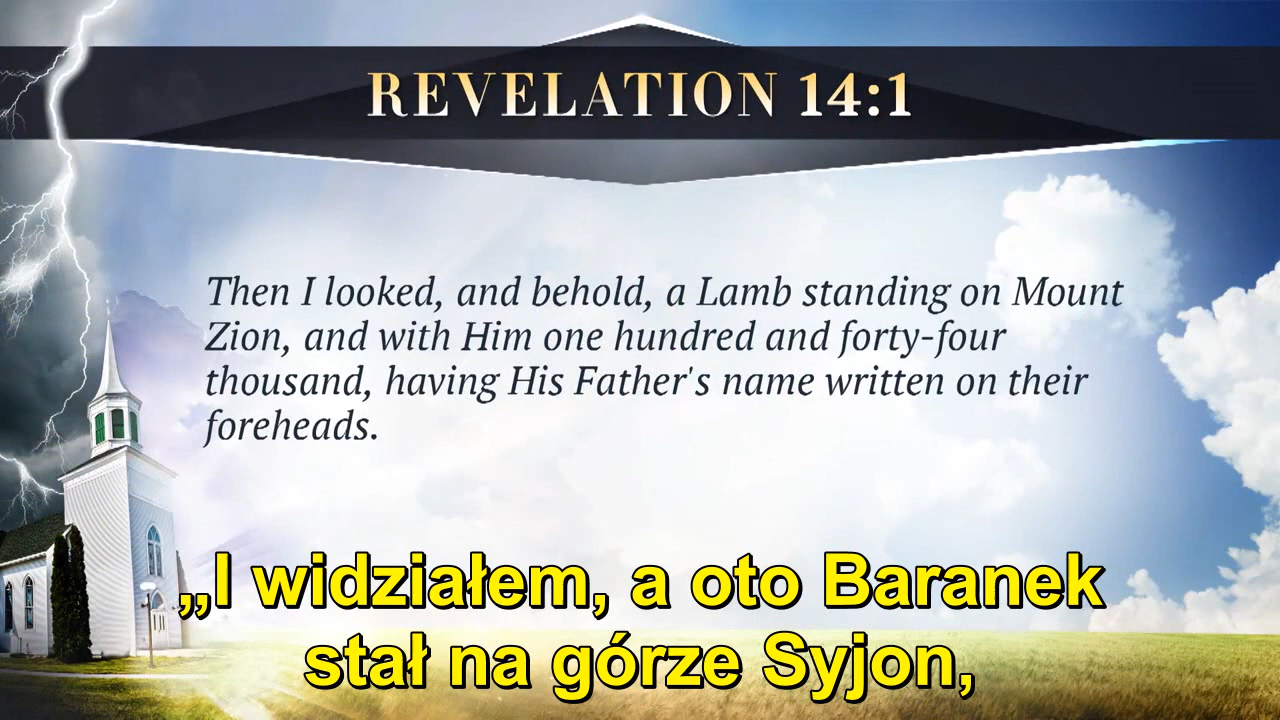 REVELATION 14:1
Then I looked, and behold, a Lamb standing on Mount
Zion, and with Him one hundred and forty-four
thousand, having His Father's name written on their
foreheads.
„I widziałem, a oto Baranek
stał na górze Syjon,